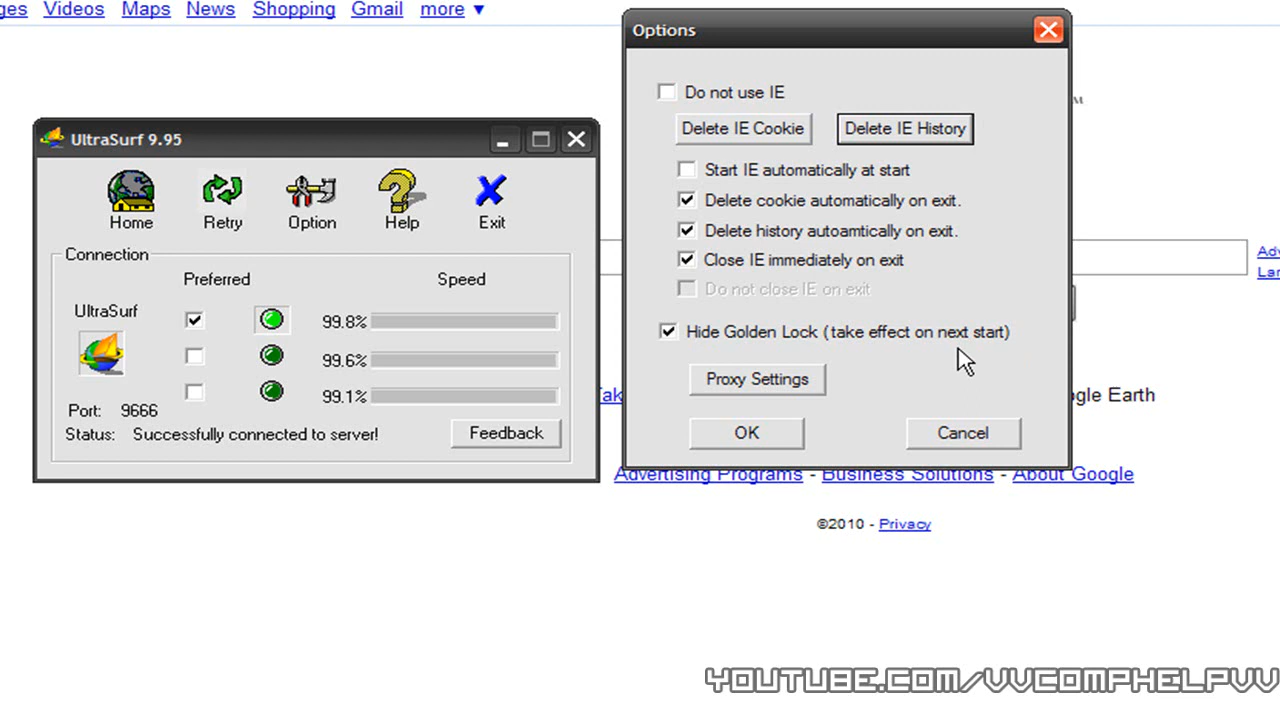 ges Videos Maps News Shopping Gmail more ▼
UltraSurf 9.95
Home Retry Option Help Exit
Connection
Preferred Speed
UltraSurf
99.8%
99.6%
99.1%
Port: 9666
Status: Successfully connected to server!
Feedback
Options
Do not use IE
Delete IE Cookie Delete IE History
Start IE automatically at start
Delete cookie automatically on exit.
Delete history autoamtically on exit.
Close IE immediately on exit
Do not close IE on exit
Hide Golden Lock (take effect on next start)
Proxy Settings
OK Cancel
Adv
Lan
gle Earth
Advertising Programs - Business Solutions - About Google
©2010 - Privacy
YOUTUBE.COM/VVCOMPHELPVV